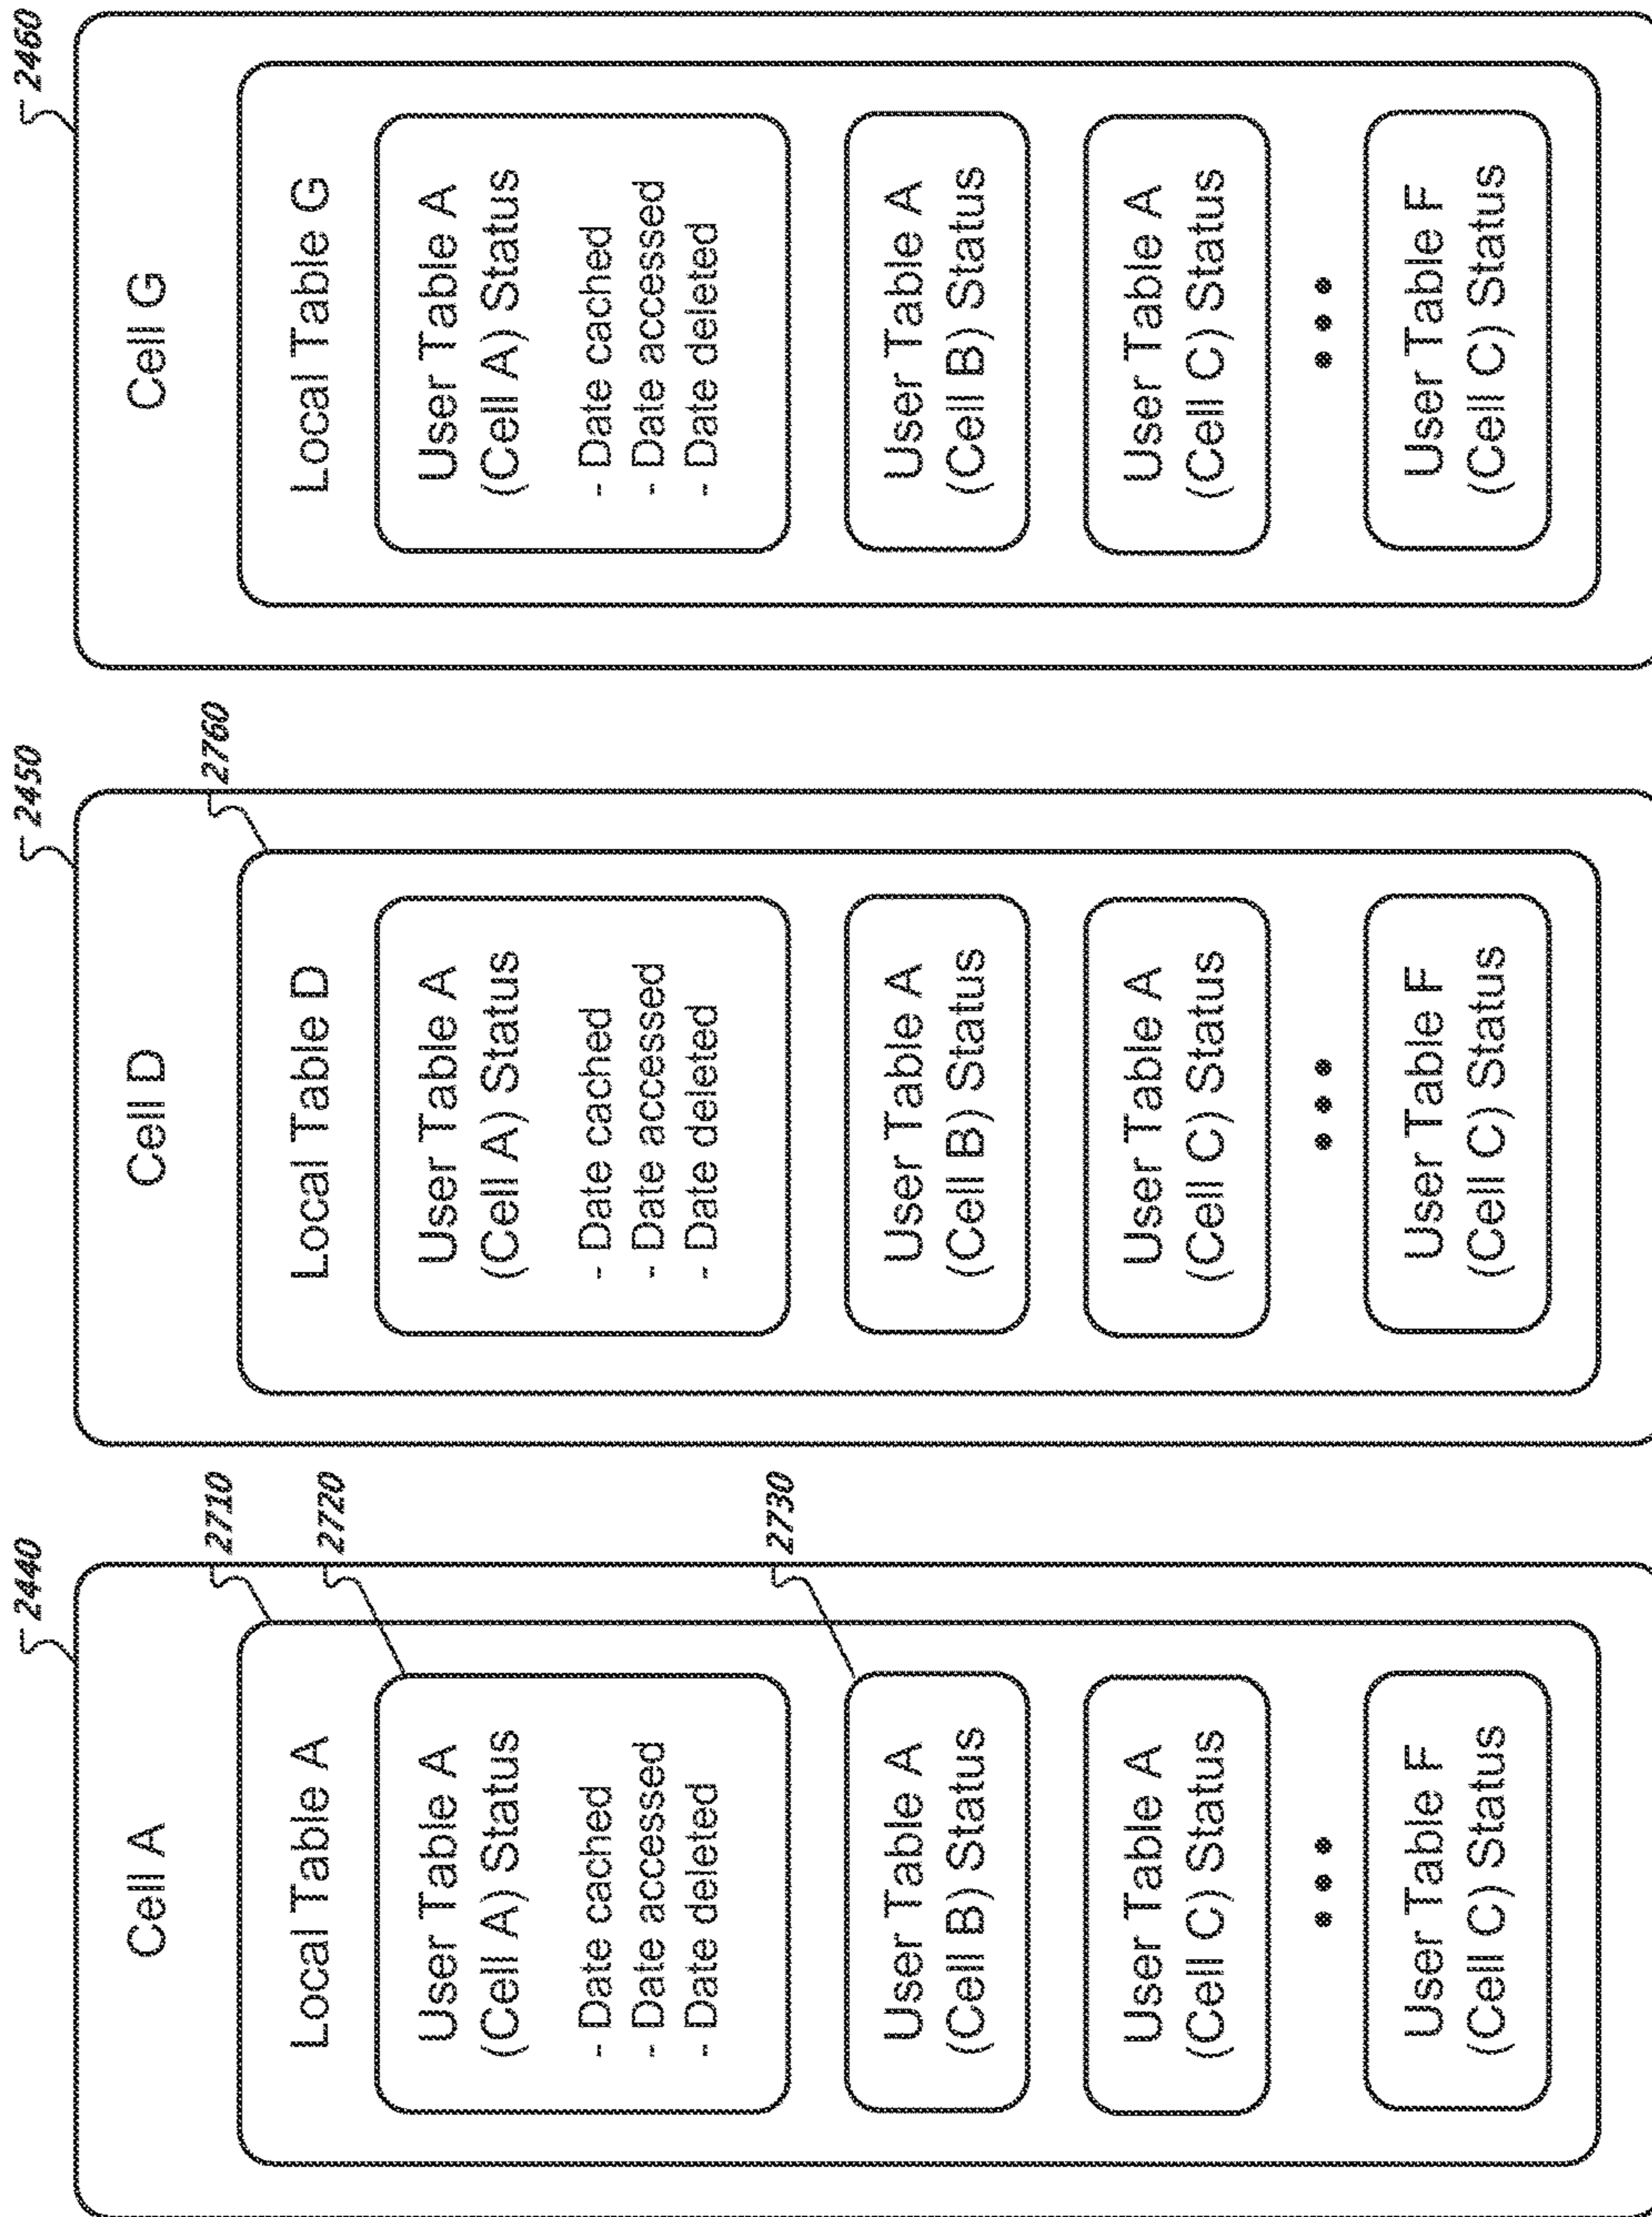 2440
Cell A
2710
Local Table A
2720
User Table A
(Cell A) Status
- Date cached
- Date accessed
- Date deleted
2730
User Table A
(Cell B) Status
User Table A
(Cell C) Status
• • •
User Table F
(Cell C) Status
2450
Cell D
2760
Local Table D
User Table A
(Cell A) Status
- Date cached
- Date accessed
- Date deleted
User Table A
(Cell B) Status
User Table A
(Cell C) Status
• • •
User Table F
(Cell C) Status
2460
Cell G
Local Table G
User Table A
(Cell A) Status
- Date cached
- Date accessed
- Date deleted
User Table A
(Cell B) Status
User Table A
(Cell C) Status
• • •
User Table F
(Cell C) Status